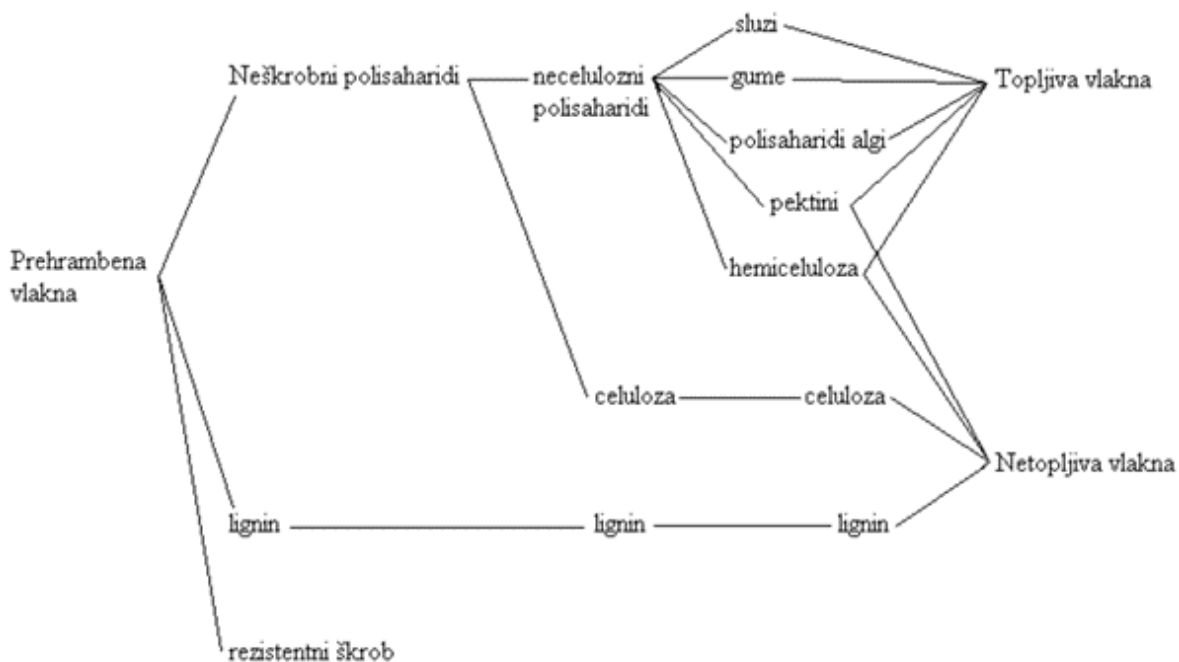 sluzi
Neškrobni polisaharidi
necelulozni
polisaharidi
gume
Topljiva vlakna
polisaharidi algi
pektini
Prehrambena
vlakna
hemiceluloza
celuloza
celuloza
Netopljiva vlakna
lignin
lignin
lignin
rezistentni škrob